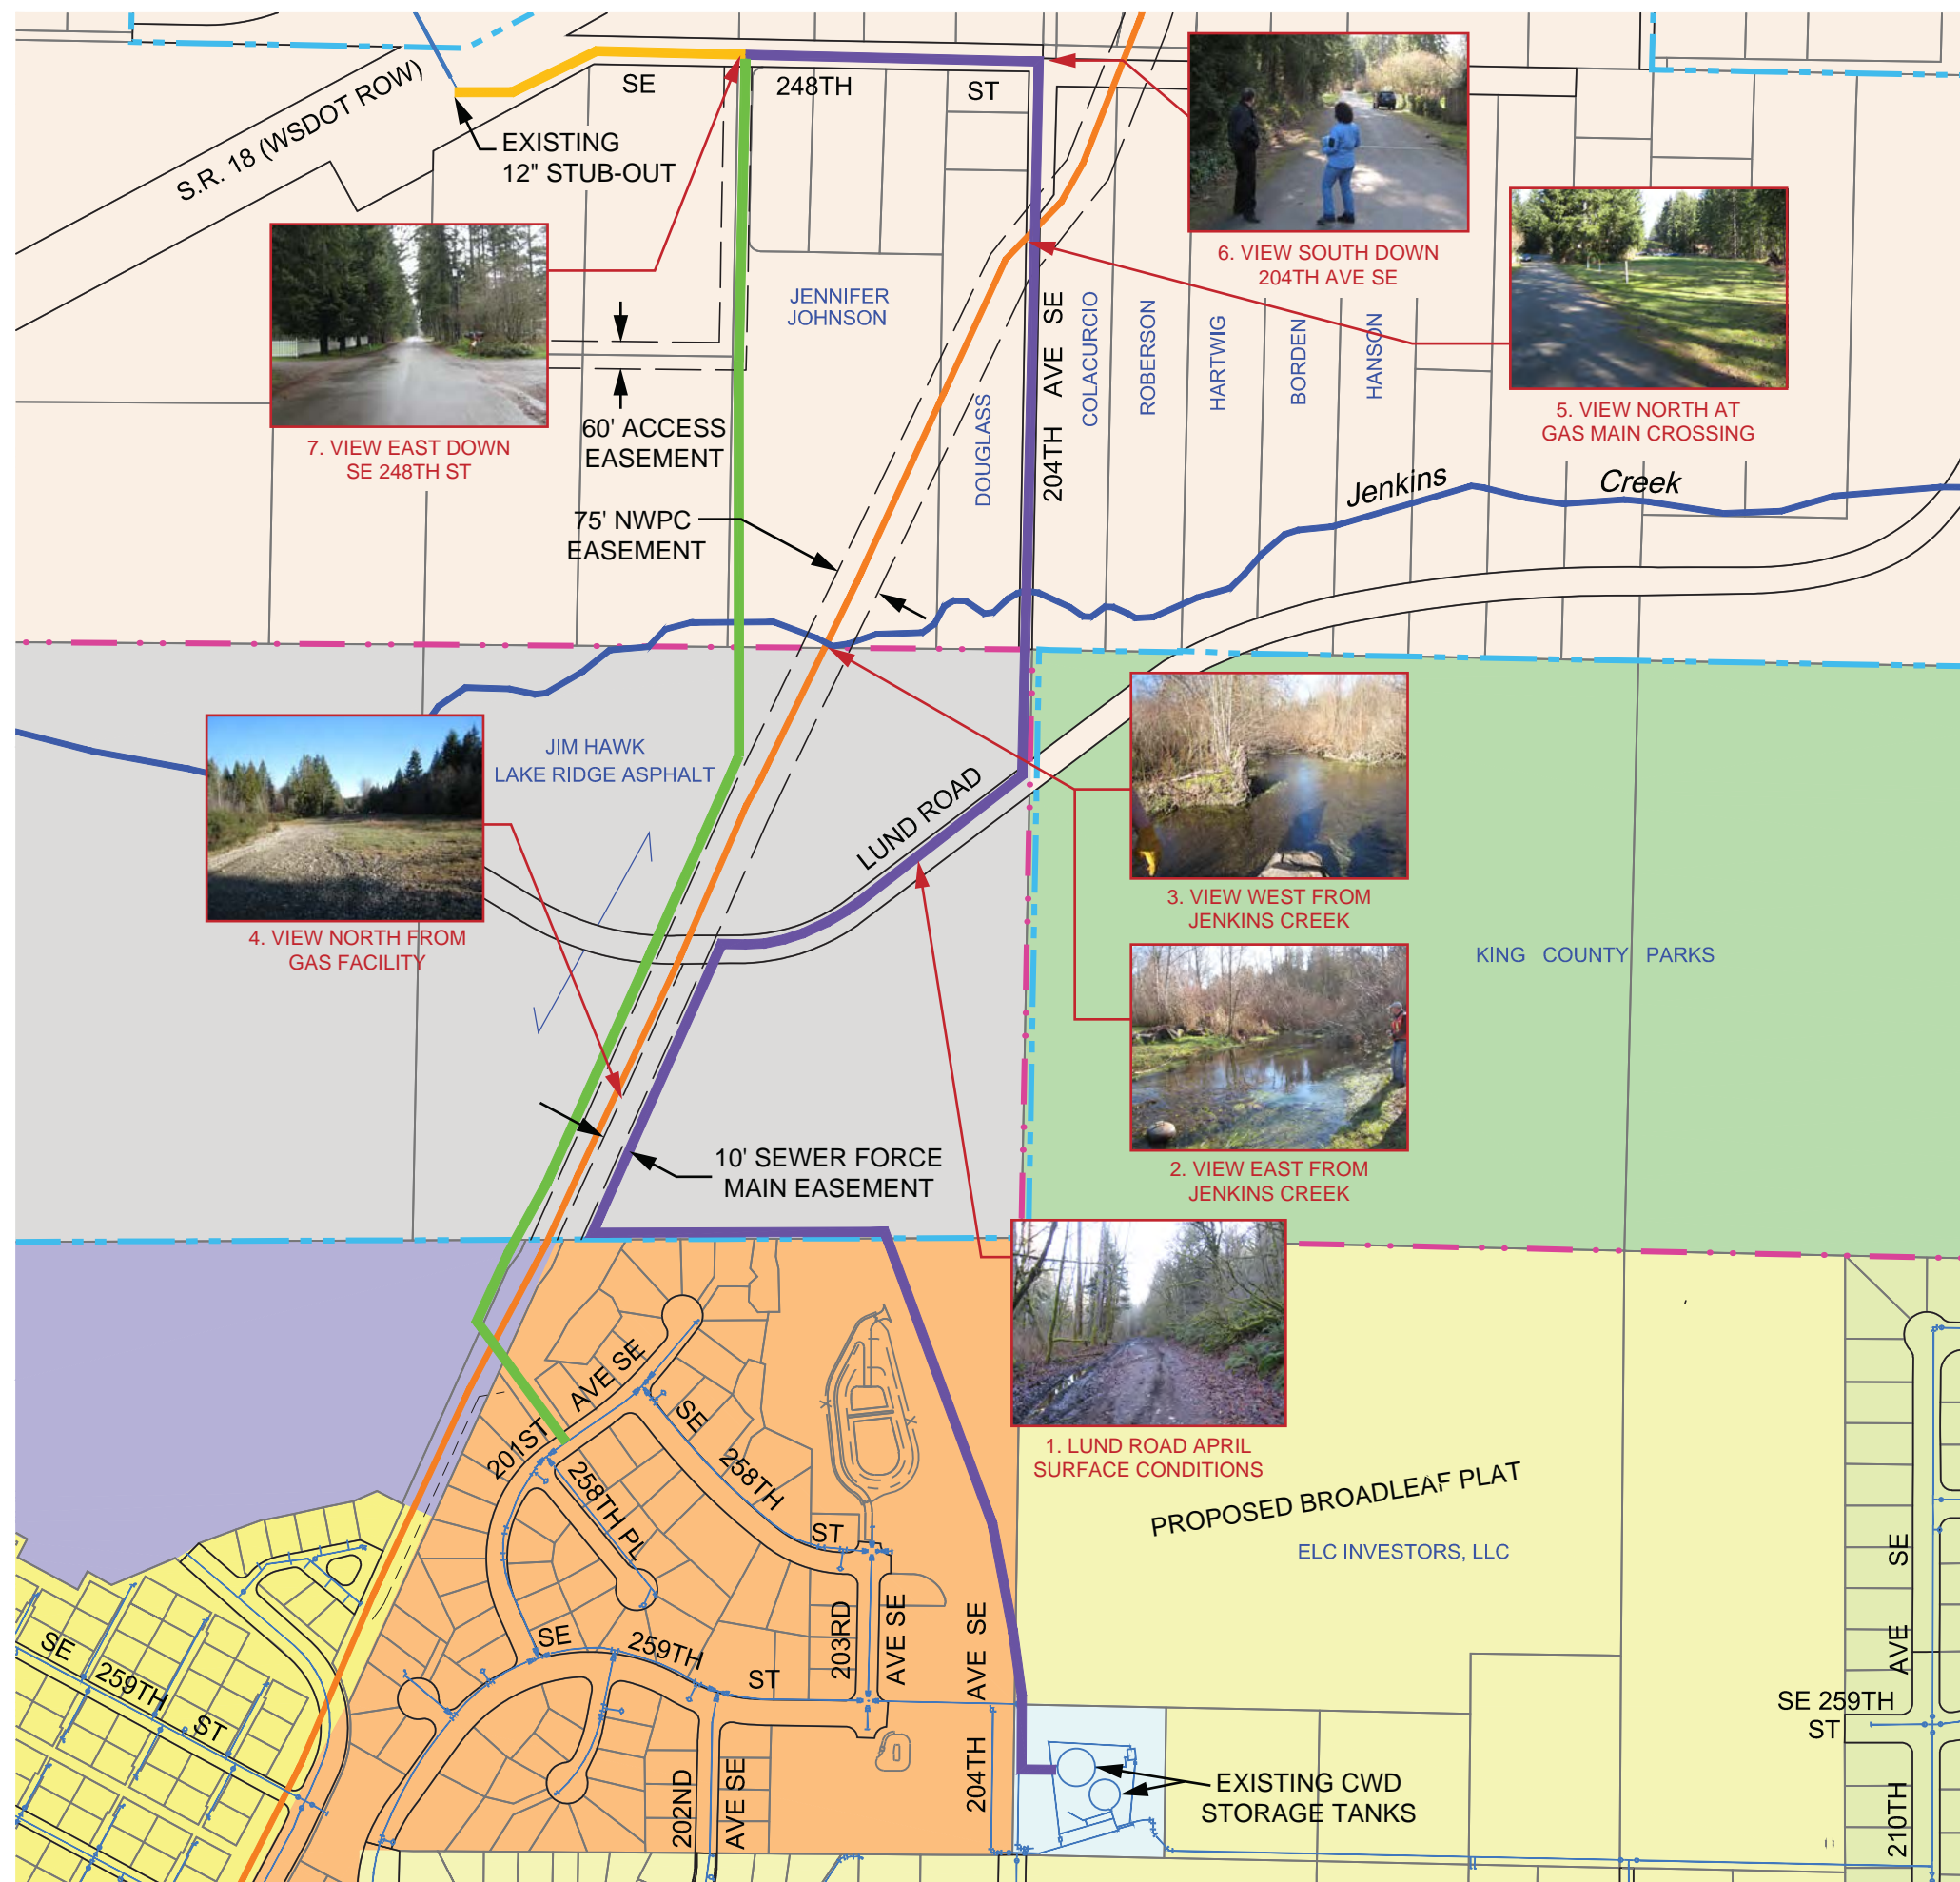 S.R. 18 (WSDOT ROW)
SE 248TH ST
EXISTING
12" STUB-OUT
6. VIEW SOUTH DOWN
204TH AVE SE
5. VIEW NORTH AT
GAS MAIN CROSSING
7. VIEW EAST DOWN
SE 248TH ST
JENNIFER
JOHNSON
60' ACCESS
EASEMENT
75' NWPC
EASEMENT
DOUGLASS
204TH AVE SE
COLACURCIO
ROBERSON
HARTWIG
BORDEN
HANSON
Jenkins Creek
JIM HAWK
LAKE RIDGE ASPHALT
LUND ROAD
4. VIEW NORTH FROM
GAS FACILITY
3. VIEW WEST FROM
JENKINS CREEK
KING COUNTY PARKS
2. VIEW EAST FROM
JENKINS CREEK
10' SEWER FORCE
MAIN EASEMENT
1. LUND ROAD APRIL
SURFACE CONDITIONS
201ST AVE SE
SE 258TH ST
258TH PL
PROPOSED BROADLEAF PLAT
ELC INVESTORS, LLC
SE 259TH ST
203RD AVE SE
204TH AVE SE
SE 259TH ST
202ND AVE SE
EXISTING CWD
STORAGE TANKS
SE 259TH
ST
210TH AVE SE